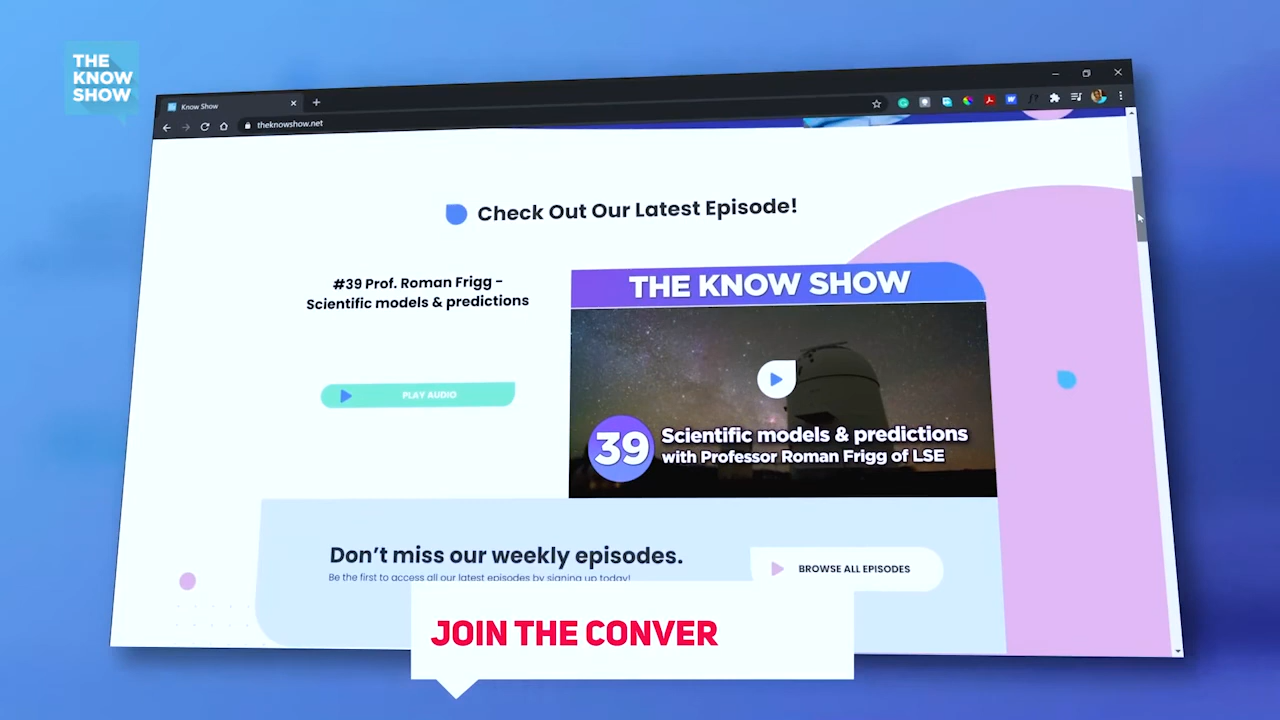 THE
KNOW
SHOW
Know Show
theknowshow.net
Check Out Our Latest Episode!
#39 Prof. Roman Frigg -
Scientific models & predictions
PLAY AUDIO
THE KNOW SHOW
39
Scientific models & predictions
with Professor Roman Frigg of LSE
Don't miss our weekly episodes.
Be the first to access all our latest episodes by signing up today!
BROWSE ALL EPISODES
JOIN THE CONVER